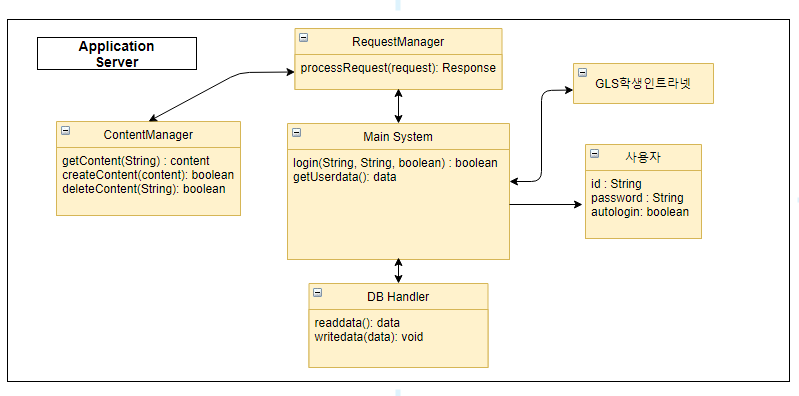 Application
Server
RequestManager
processRequest(request): Response
GLS학생인트라넷
ContentManager
getContent(String) : content
createContent(content): boolean
deleteContent(String): boolean
Main System
login(String, String, boolean) : boolean
getUserdata(): data
사용자
id : String
password : String
autologin: boolean
DB Handler
readdata(): data
writedata(data): void